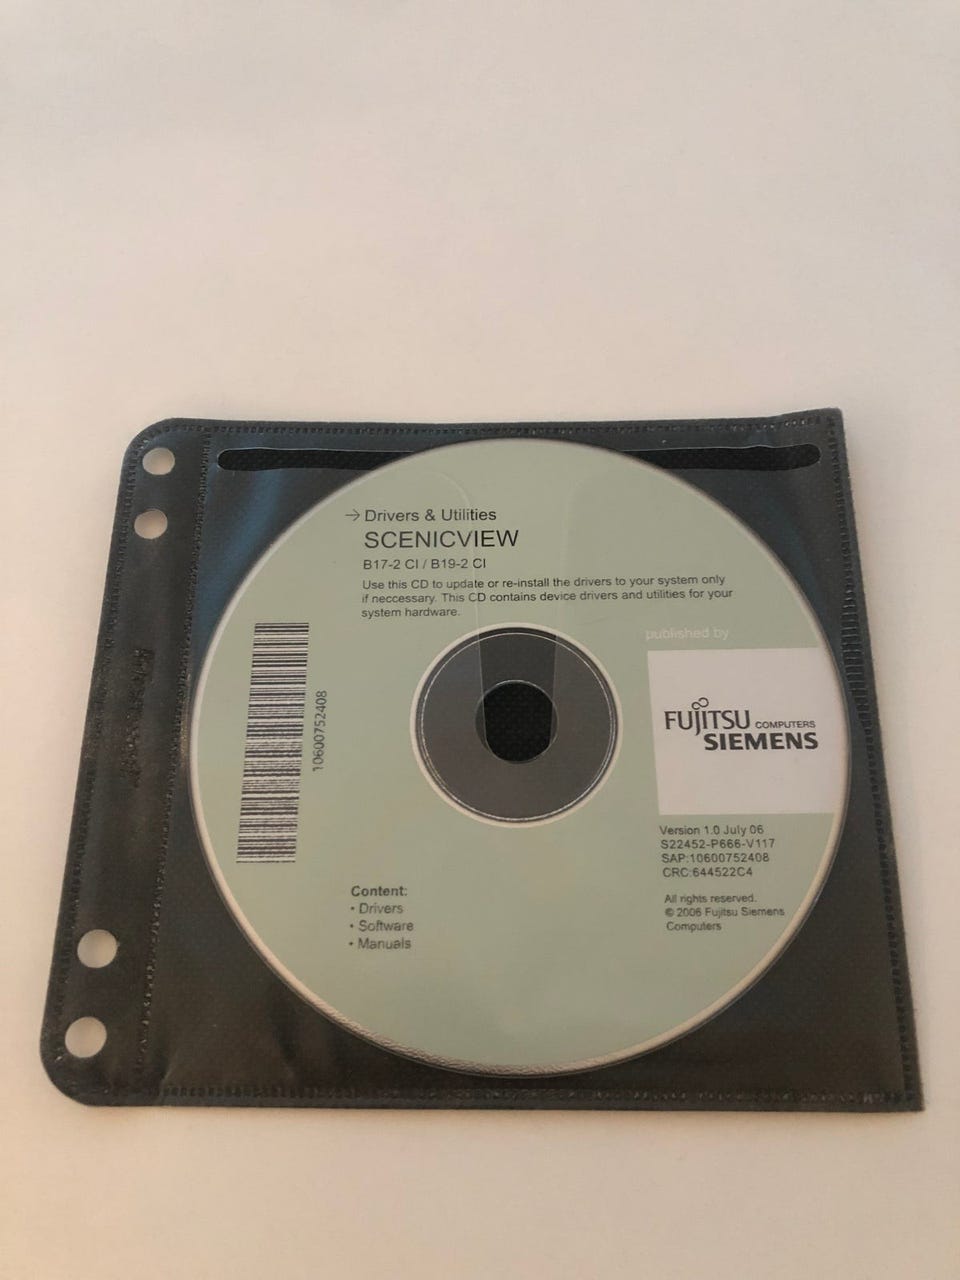 → Drivers & Utilities
SCENICVIEW
B17-2 CI / B19-2 CI
Use this CD to update or re-install the drivers to your system only
if neccessary. This CD contains device drivers and utilities for your
system hardware.
published by
FUJITSU COMPUTERS
SIEMENS
10600752408
Version 1.0 July 06
S22452-P666-V117
SAP:10600752408
CRC:644522C4
All rights reserved.
© 2006 Fujitsu Siemens
Computers
Content:
• Drivers
• Software
• Manuals